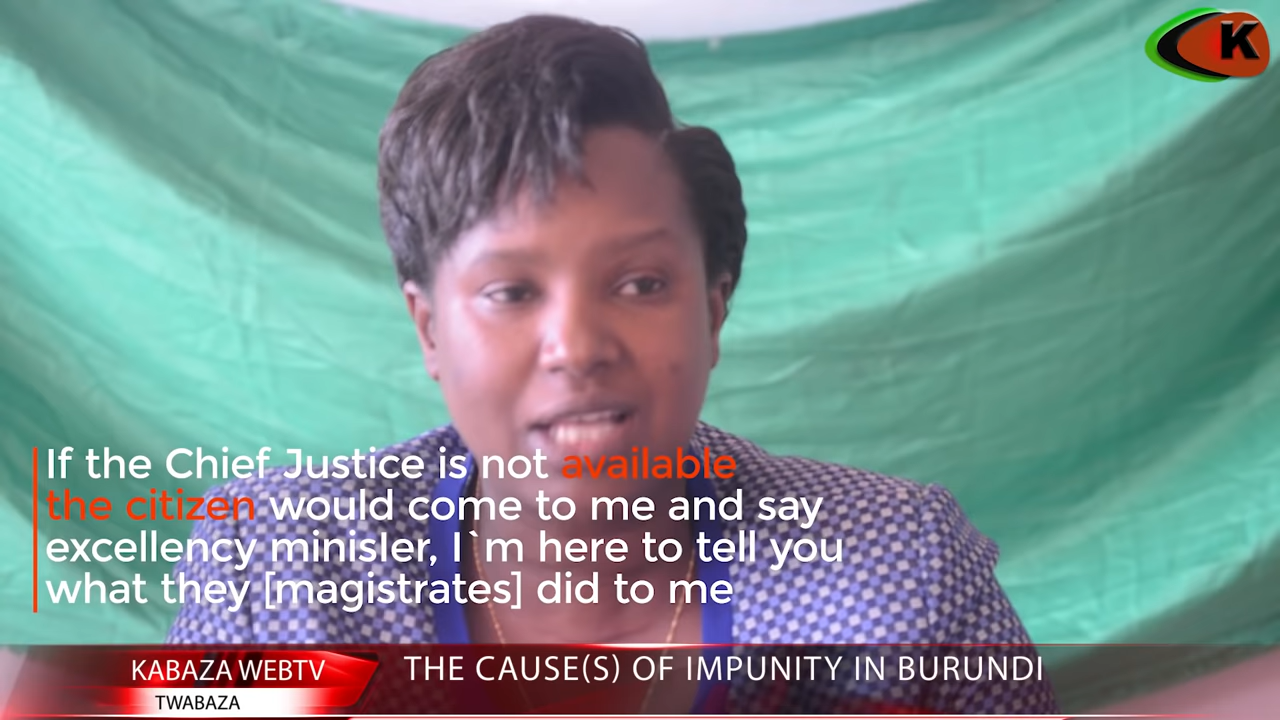 K
If the Chief Justice is not available
the citizen would come to me and say
excellency minisler, I`m here to tell you
what they [magistrates] did to me
KABAZA WEBTV
THE CAUSE(S) OF IMPUNITY IN BURUNDI
TWABAZA